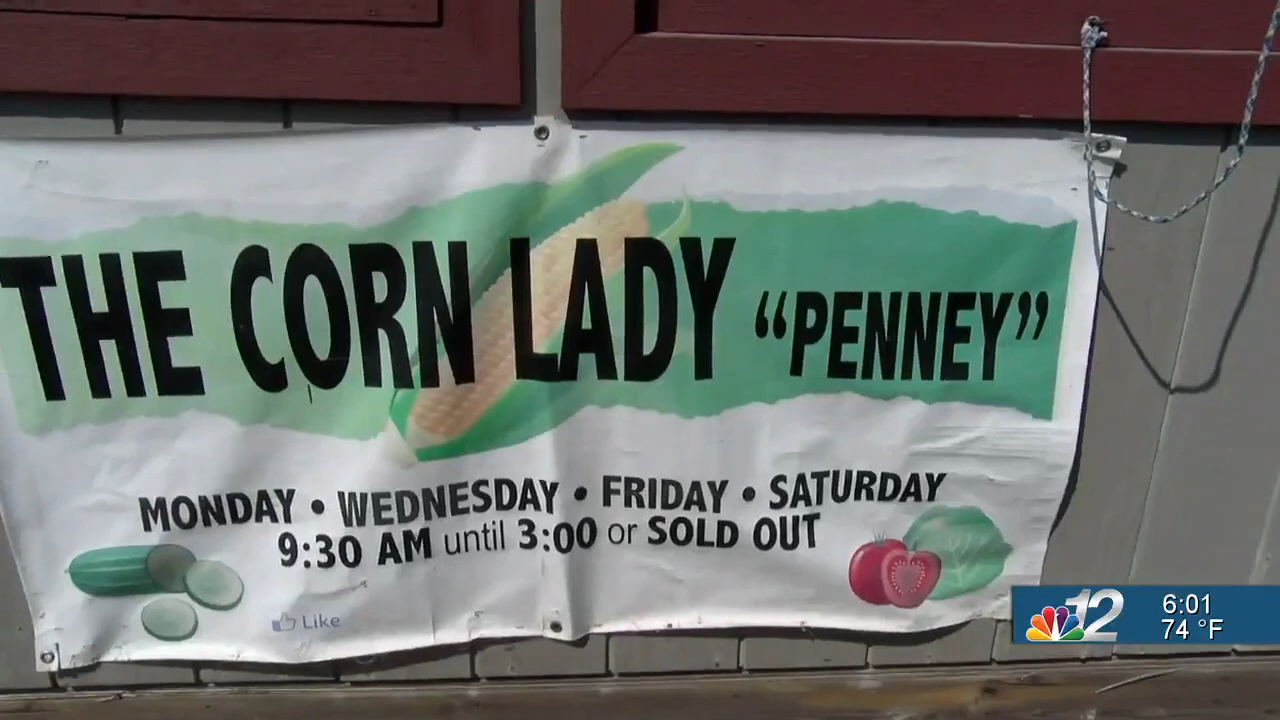 THE CORN LADY “PENNEY”
MONDAY • WEDNESDAY • FRIDAY • SATURDAY
9:30 AM until 3:00 or SOLD OUT
Like
12
6:01
74 °F